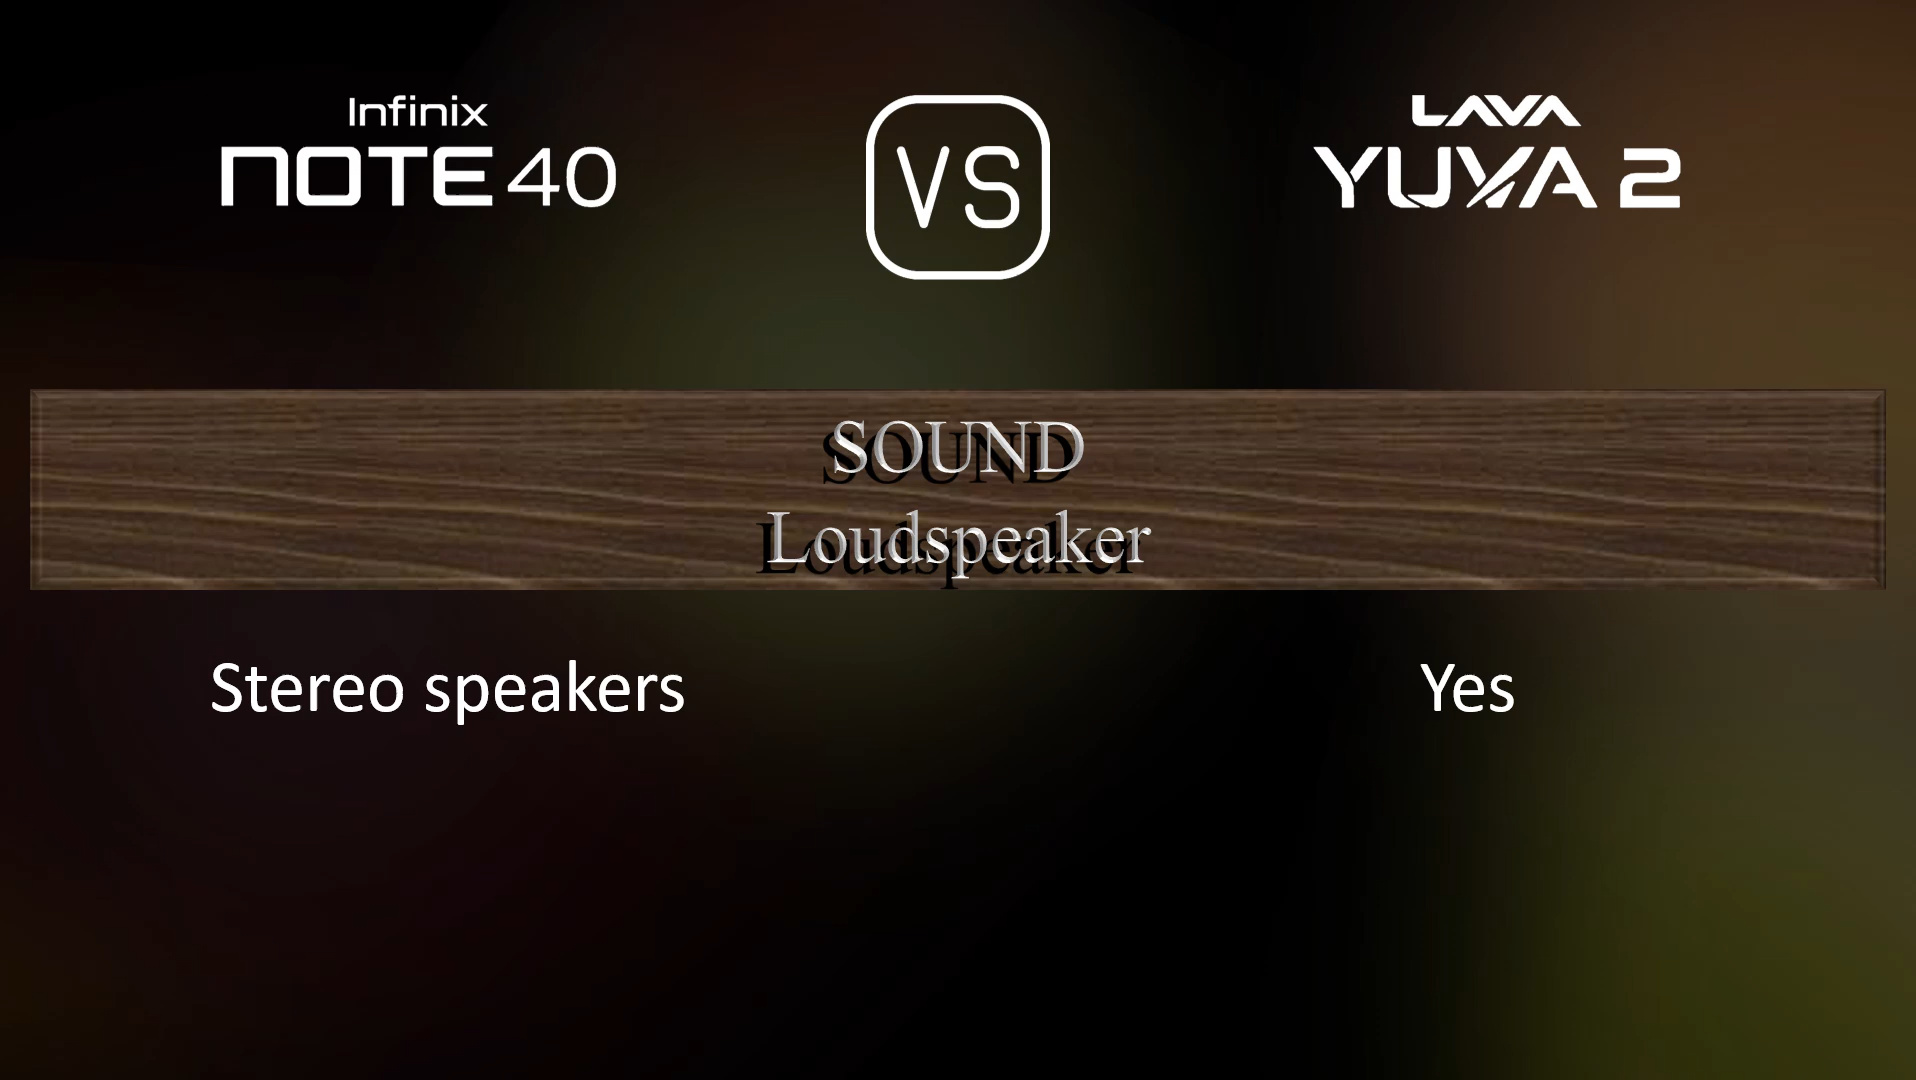 Infinix
NOTE 40
VS
LAVA
YUVA 2
SOUND
Loudspeaker
Stereo speakers
Yes